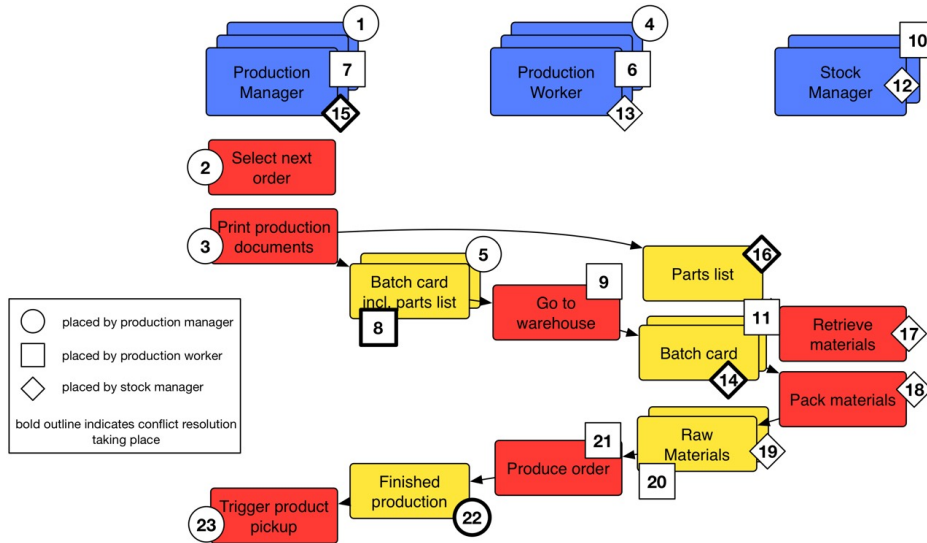 1
4
10
Production
Manager
7
15
Production
Worker
6
13
Stock
Manager
12
2
Select next
order
3
Print production
documents
5
Batch card
incl. parts list
8
9
Go to
warehouse
16
Parts list
11
Batch card
14
Retrieve
materials
17
18
Pack materials
placed by production manager
placed by production worker
placed by stock manager
bold outline indicates conflict resolution
taking place
Raw
Materials
19
20
21
Produce order
Finished
production
22
Trigger product
pickup
23